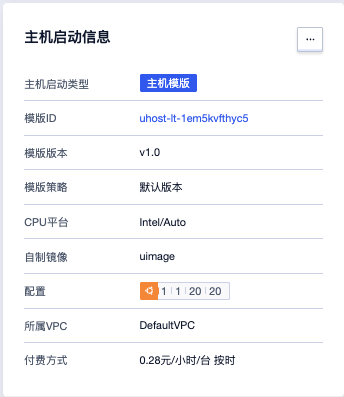 主机启动信息
...
主机启动类型 主机模版
模版ID uhost-lt-1em5kvfthyc5
模版版本 v1.0
模版策略 默认版本
CPU平台 Intel/Auto
自制镜像 uimage
配置 1 1 20 20
所属VPC DefaultVPC
付费方式 0.28元/小时/台 按时